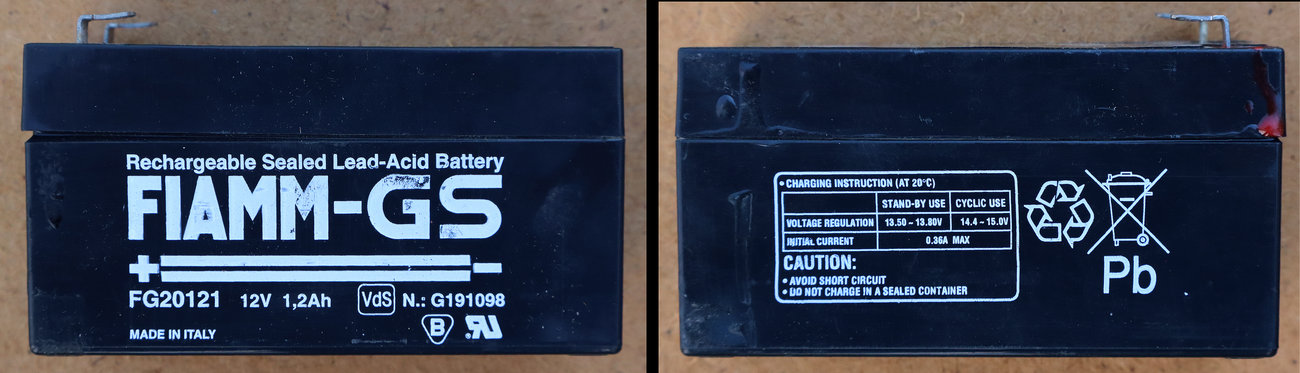 Rechargeable Sealed Lead-Acid Battery
FIAMM-GS
+ -
FG20121 12V 1,2Ah VdS N.: G191098
B RU
MADE IN ITALY
• CHARGING INSTRUCTION (AT 20°C)
STAND-BY USE CYCLIC USE
VOLTAGE REGULATION 13.50 ~ 13.80V 14.4 ~ 15.0V
INITIAL CURRENT 0.36A MAX
CAUTION:
• AVOID SHORT CIRCUIT
• DO NOT CHARGE IN A SEALED CONTAINER
Pb